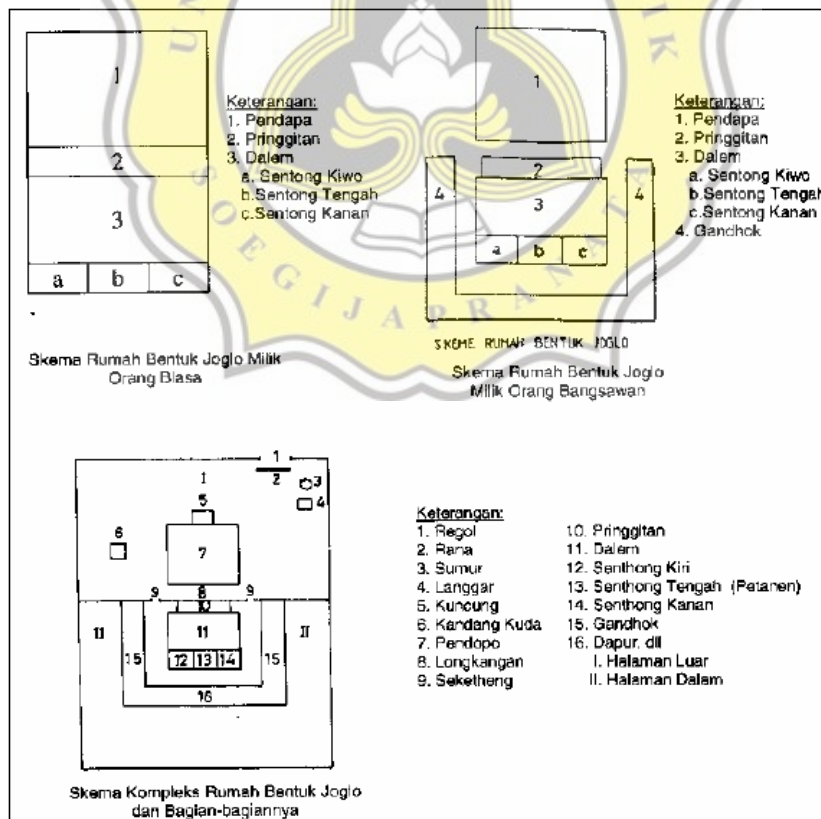 1
2
3
a b c
Keterangan:
1. Pendapa
2. Pringgitan
3. Dalem
a. Sentong Kiwo
b.Sentong Tengah
c.Sentong Kanan
Skema Rumah Bentuk Joglo Milik
Orang Biasa
1
2
4 3 4
a b c
SKEME RUMAH BENTUK JOGLO
Skema Rumah Bentuk Joglo
Milik Orang Bangsawan
Keterangan:
1. Pendapa
2. Pringgitan
3. Dalem
a. Sentong Kiwo
b.Sentong Tengah
c.Sentong Kanan
4. Gandhok
SOEGIJAPRANATA
1
I 2 3
4
5
6 7
9 8 9
10
II 11 II
15 12 13 14 15
16
Skema Kompleks Rumah Bentuk Joglo
dan Bagian-bagiannya
Keterangan:
1. Regol
2. Rana
3. Sumur
4. Langgar
5. Kuncung
6. Kandang Kuda
7. Pendopo
8. Longkangan
9. Seketheng
10. Pringgitan
11. Dalem
12. Senthong Kiri
13. Senthong Tengah (Petanen)
14. Senthong Kanan
15. Gandhok
16. Dapur, dll
I. Halaman Luar
II. Halaman Dalam